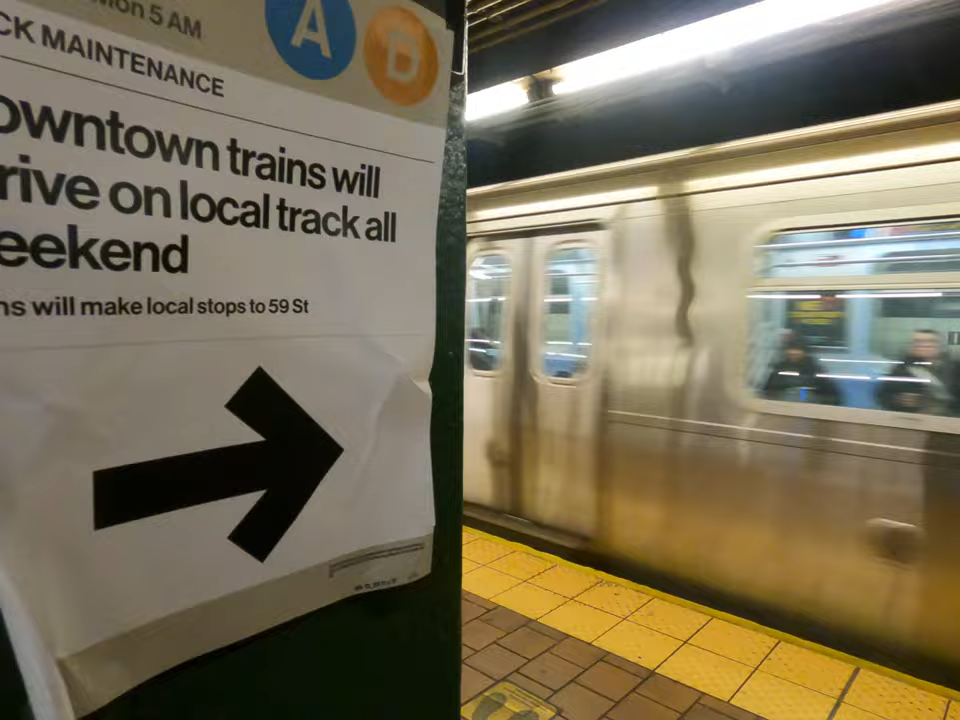 Mon 5 AM
A D
CK MAINTENANCE
owntown trains will
rive on local track all
eekend
ns will make local stops to 59 St